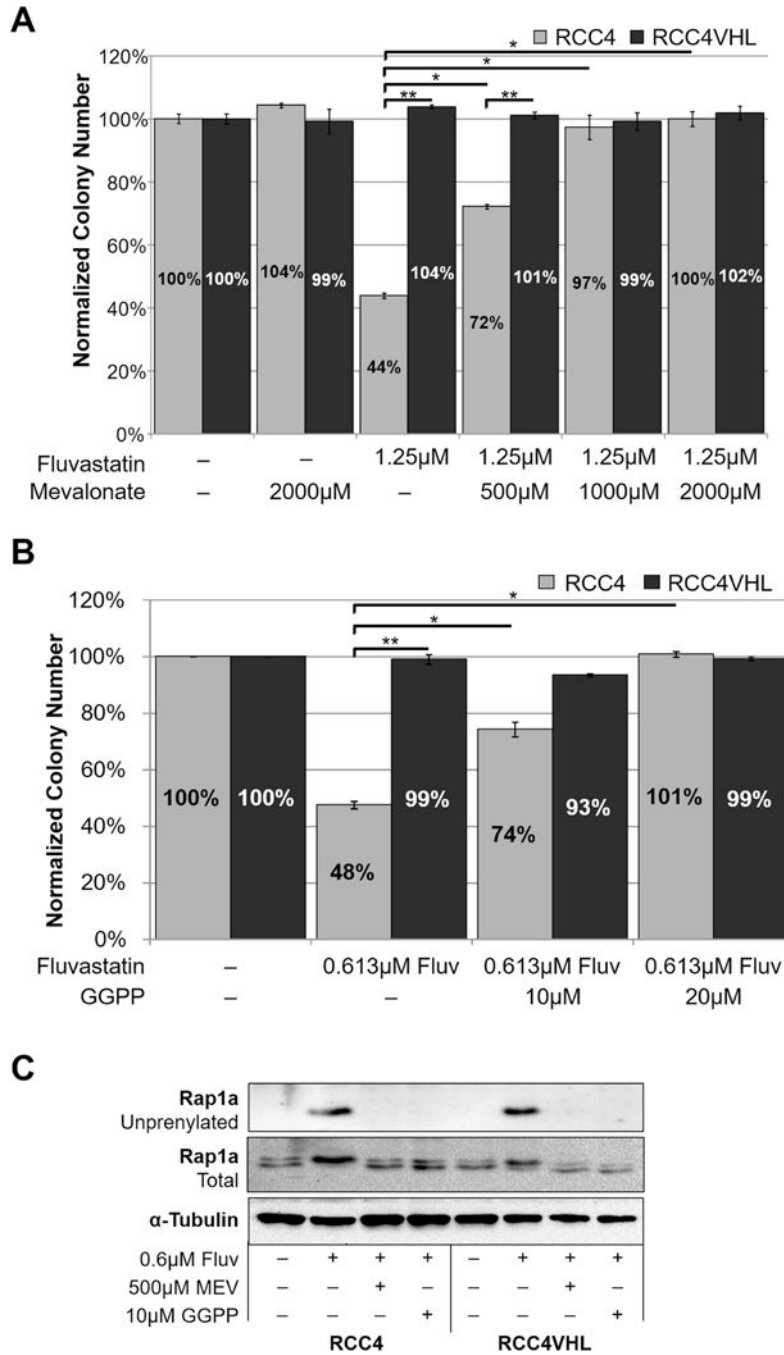 A
RCC4 RCC4VHL
120%
100%
80%
60%
40%
20%
0%
Normalized Colony Number
* 
*
*
** **
100% 100% 104% 99% 44% 104% 72% 101% 97% 99% 100% 102%
Fluvastatin – – 1.25µM 1.25µM 1.25µM 1.25µM
Mevalonate – 2000µM – 500µM 1000µM 2000µM
B
RCC4 RCC4VHL
120%
100%
80%
60%
40%
20%
0%
Normalized Colony Number
*
*
**
100% 100% 48% 99% 74% 93% 101% 99%
Fluvastatin – 0.613µM Fluv 0.613µM Fluv 0.613µM Fluv
GGPP – – 10µM 20µM
C
Rap1a
Unprenylated
Rap1a
Total
α-Tubulin
0.6µM Fluv – + + + – + + +
500µM MEV – – + – – – + –
10µM GGPP – – – + – – – +
RCC4 RCC4VHL